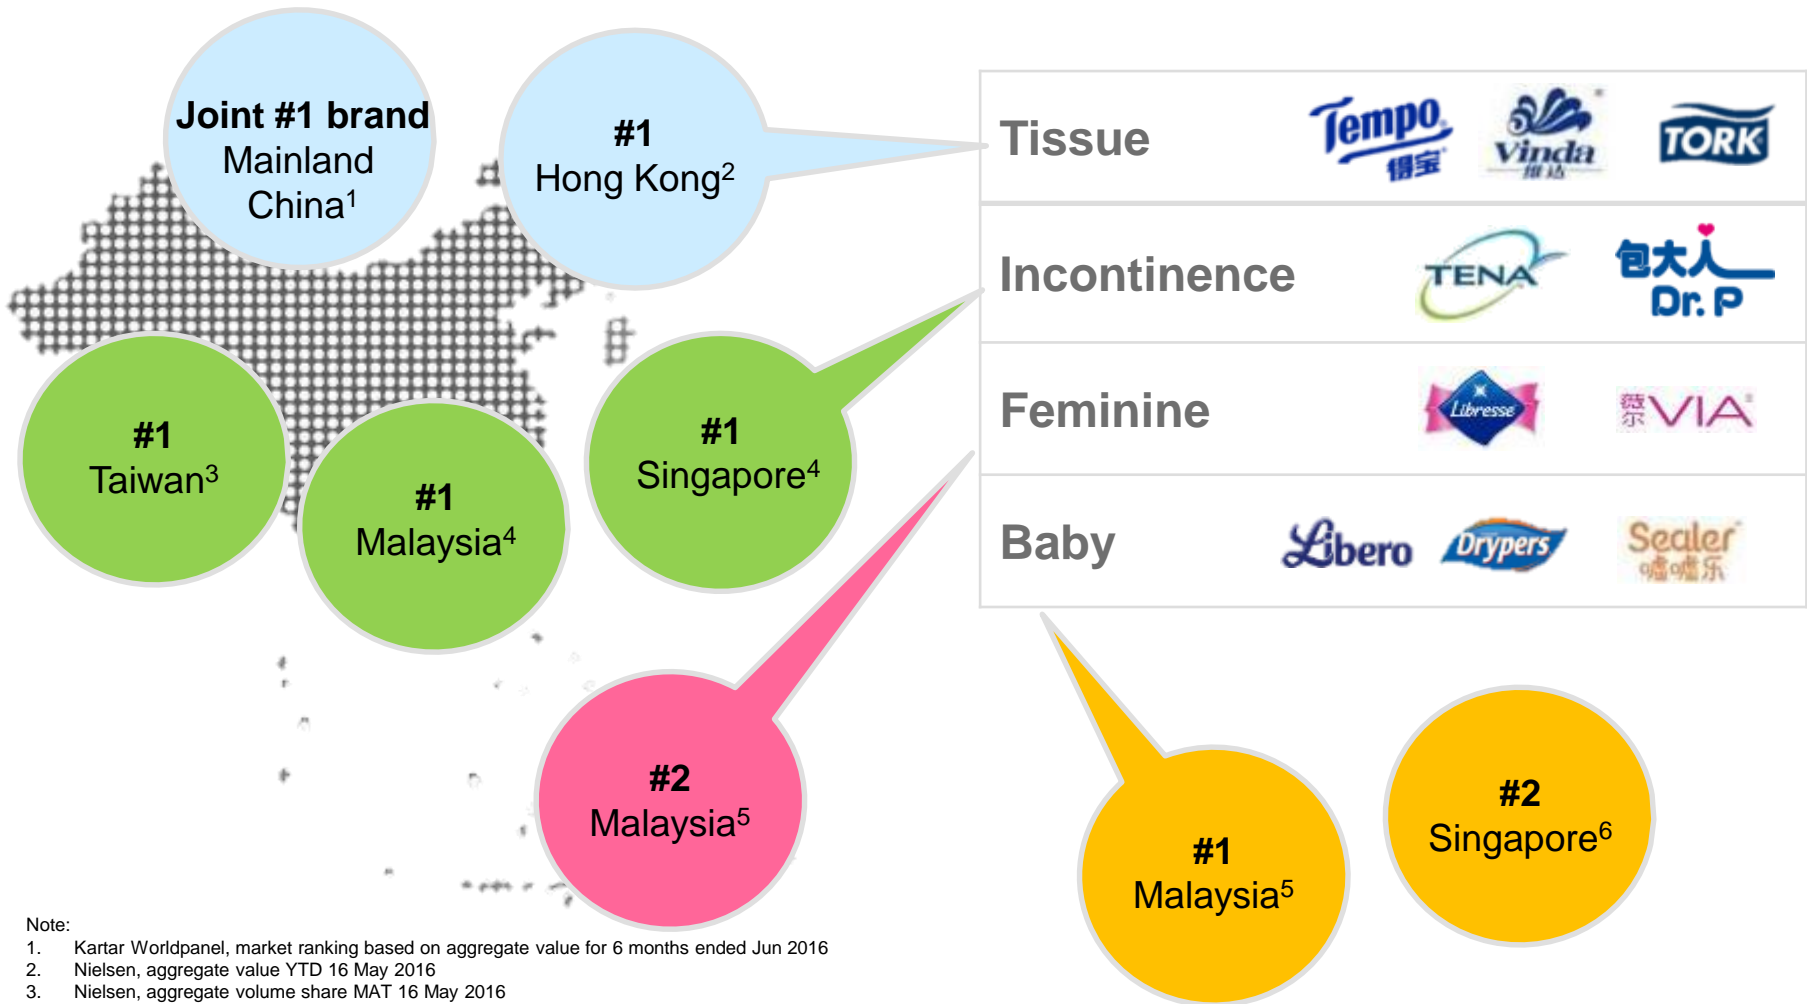 Joint #1 brand
Mainland
China1
#1
Hong Kong2
Tissue
Tempo
得宝
Vinda
维达
TORK
Incontinence
TENA
包大人
Dr. P
#1
Taiwan3
#1
Malaysia4
#1
Singapore4
Feminine
Libresse
薇尔 VIA
Baby
Libero
Drypers
Sealer
嘘嘘乐
#2
Malaysia5
#1
Malaysia5
#2
Singapore6
Note:
1. Kartar Worldpanel, market ranking based on aggregate value for 6 months ended Jun 2016
2. Nielsen, aggregate value YTD 16 May 2016
3. Nielsen, aggregate volume share MAT 16 May 2016